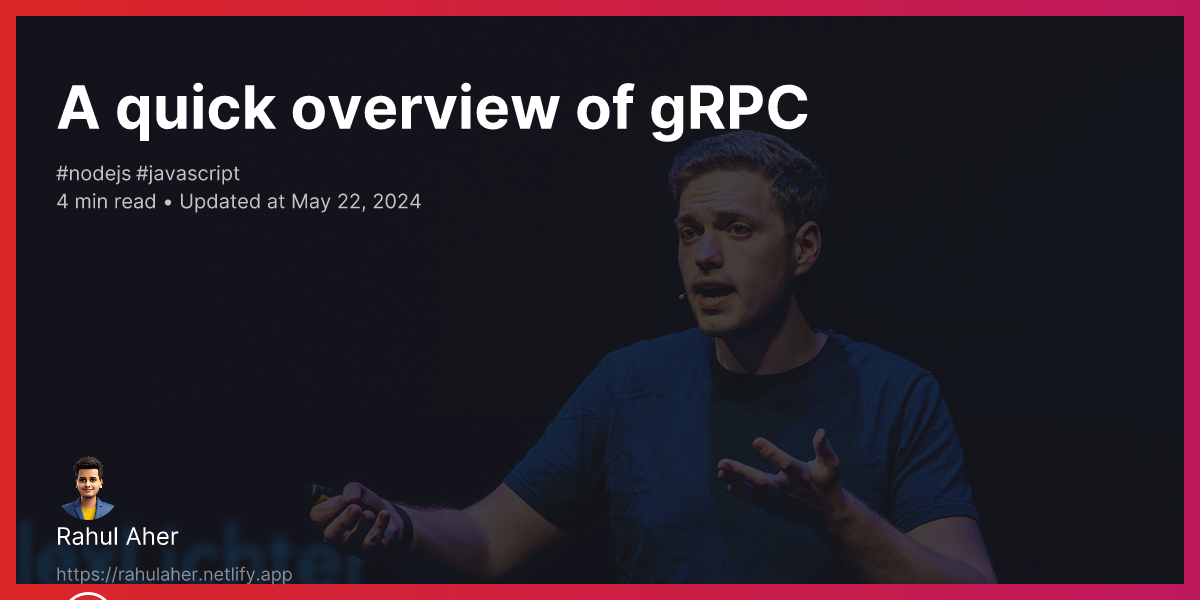 A quick overview of gRPC
#nodejs #javascript
4 min read • Updated at May 22, 2024
Rahul Aher
https://rahulaher.netlify.app